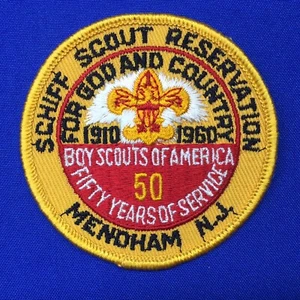 SCHIFF SCOUT RESERVATION
FOR GOD AND COUNTRY
1910 1960
BOY SCOUTS OF AMERICA
50
FIFTY YEARS OF SERVICE
MENDHAM N.J.